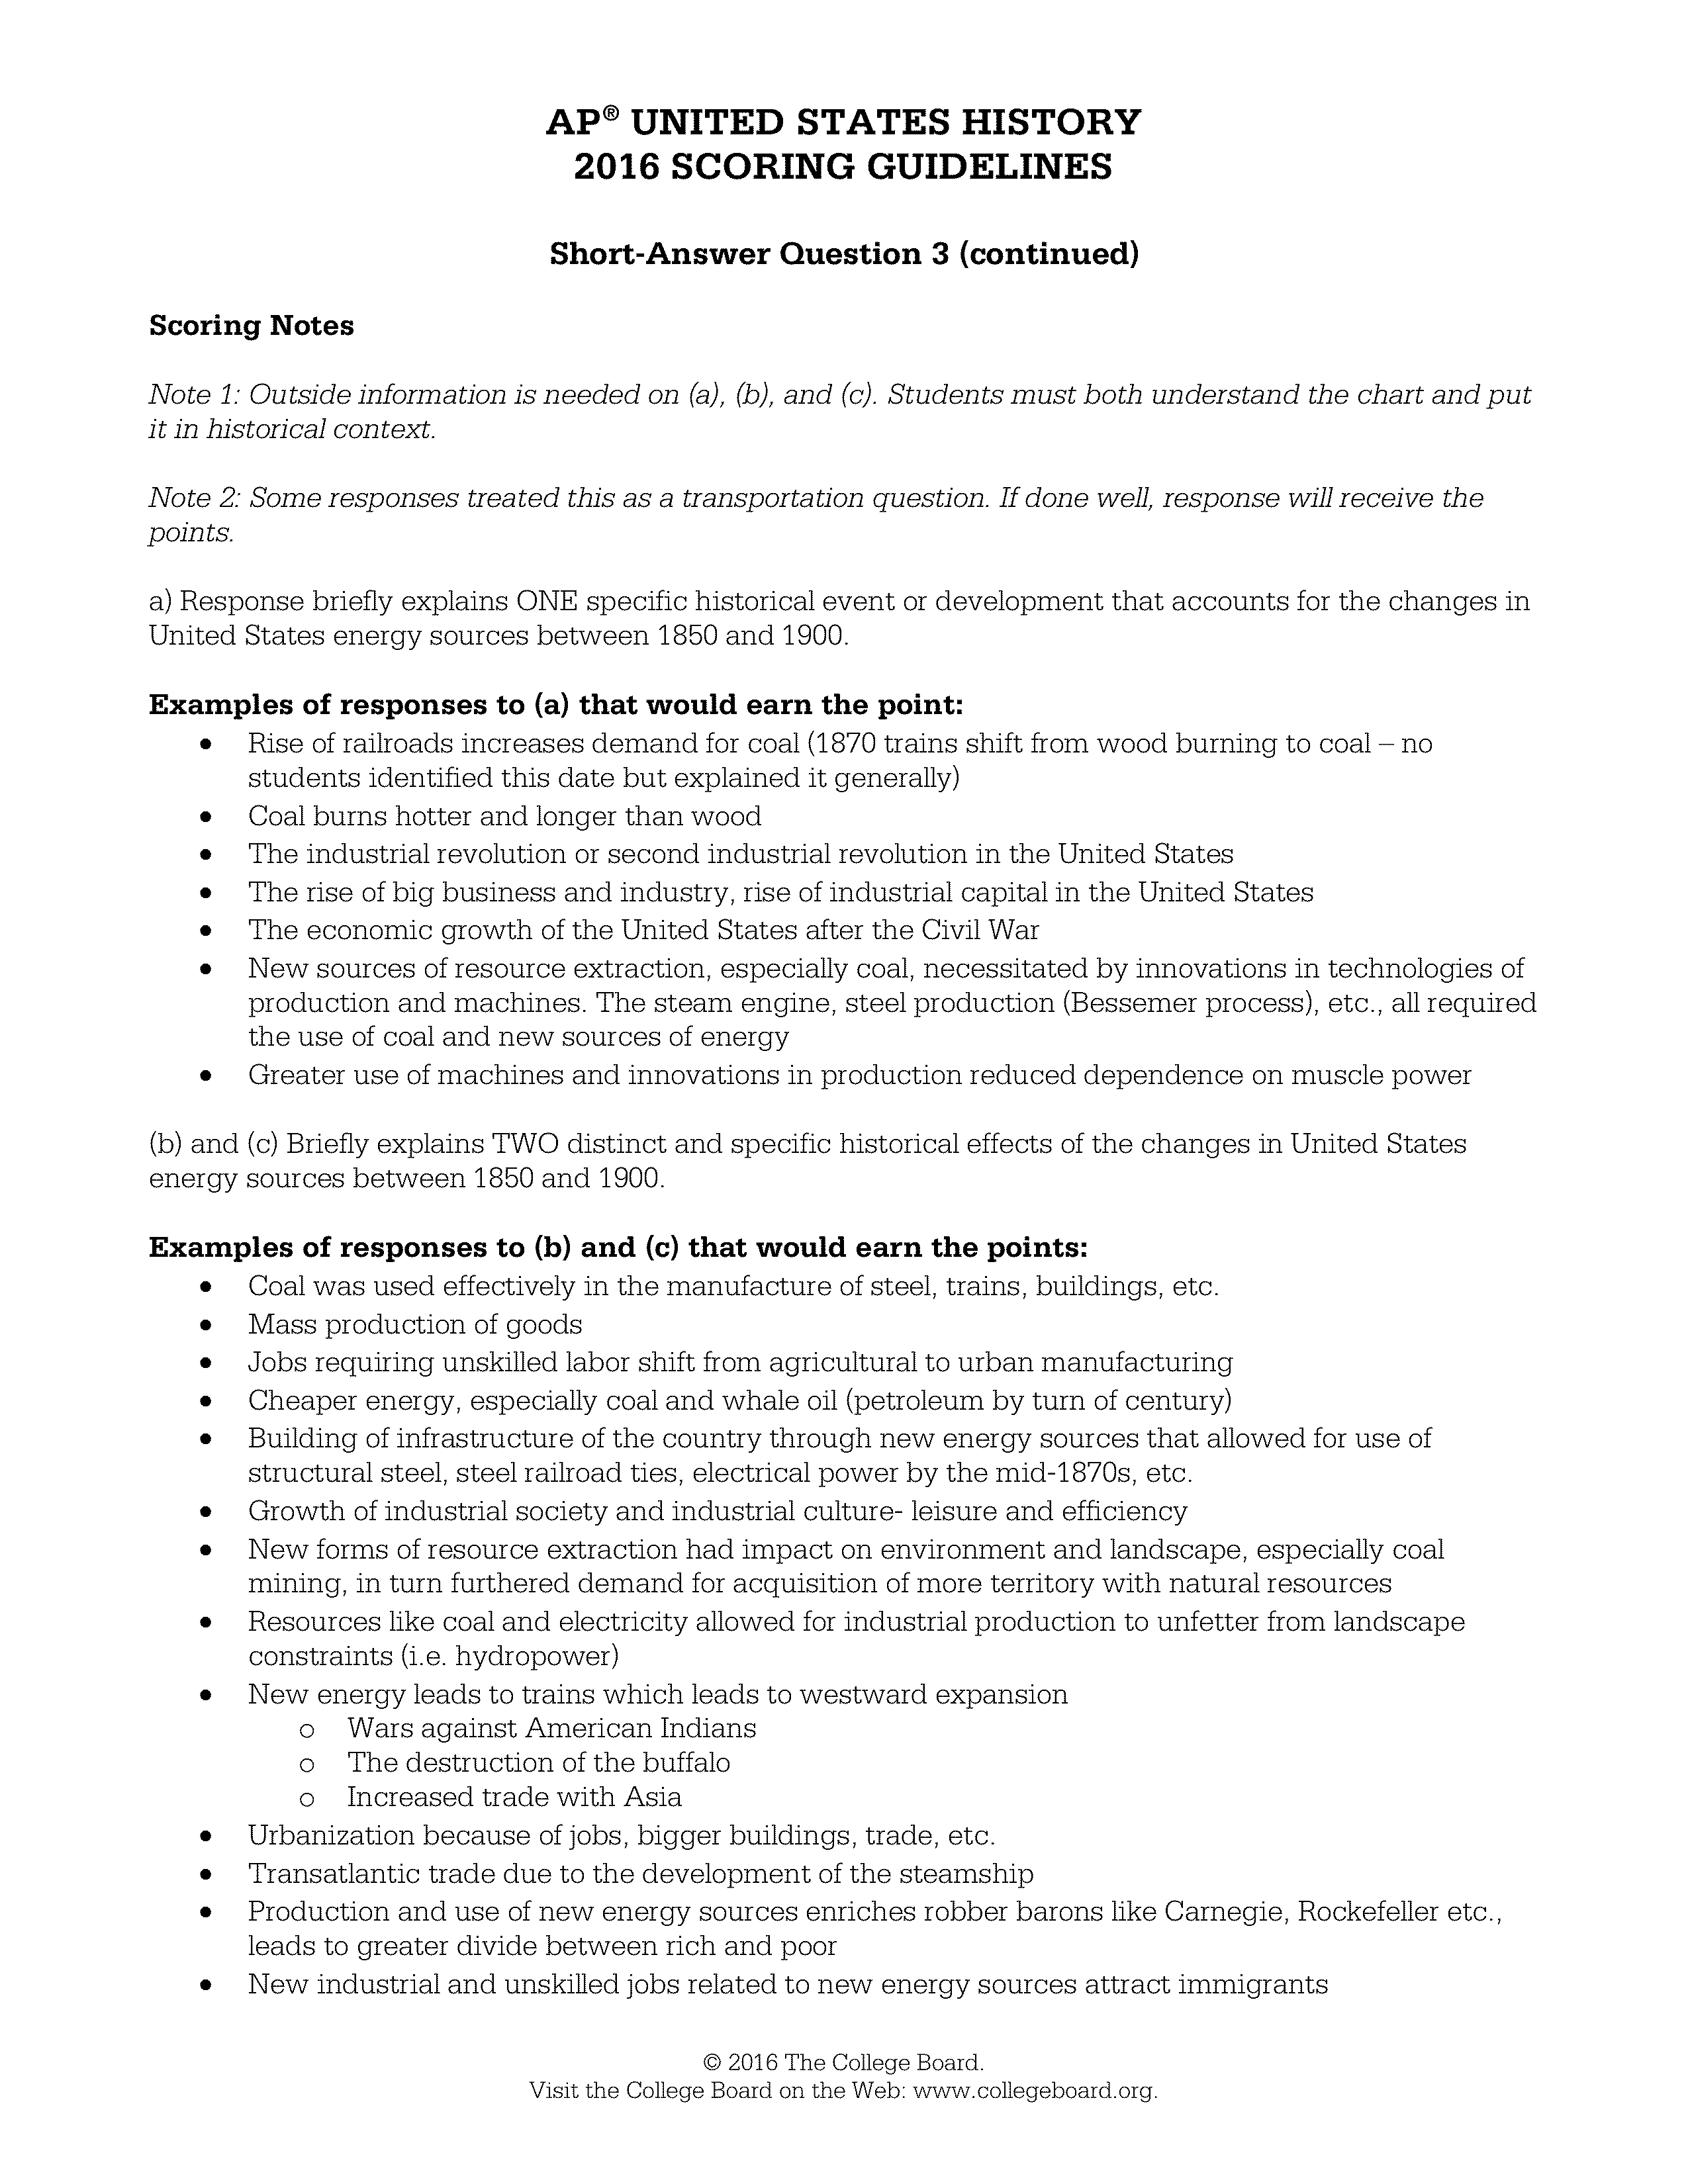 AP® UNITED STATES HISTORY
2016 SCORING GUIDELINES
Short-Answer Question 3 (continued)
Scoring Notes
Note 1: Outside information is needed on (a), (b), and (c). Students must both understand the chart and put
it in historical context.
Note 2: Some responses treated this as a transportation question. If done well, response will receive the
points.
a) Response briefly explains ONE specific historical event or development that accounts for the changes in
United States energy sources between 1850 and 1900.
Examples of responses to (a) that would earn the point:
• Rise of railroads increases demand for coal (1870 trains shift from wood burning to coal – no
students identified this date but explained it generally)
• Coal burns hotter and longer than wood
• The industrial revolution or second industrial revolution in the United States
• The rise of big business and industry, rise of industrial capital in the United States
• The economic growth of the United States after the Civil War
• New sources of resource extraction, especially coal, necessitated by innovations in technologies of
production and machines. The steam engine, steel production (Bessemer process), etc., all required
the use of coal and new sources of energy
• Greater use of machines and innovations in production reduced dependence on muscle power
(b) and (c) Briefly explains TWO distinct and specific historical effects of the changes in United States
energy sources between 1850 and 1900.
Examples of responses to (b) and (c) that would earn the points:
• Coal was used effectively in the manufacture of steel, trains, buildings, etc.
• Mass production of goods
• Jobs requiring unskilled labor shift from agricultural to urban manufacturing
• Cheaper energy, especially coal and whale oil (petroleum by turn of century)
• Building of infrastructure of the country through new energy sources that allowed for use of
structural steel, steel railroad ties, electrical power by the mid-1870s, etc.
• Growth of industrial society and industrial culture- leisure and efficiency
• New forms of resource extraction had impact on environment and landscape, especially coal
mining, in turn furthered demand for acquisition of more territory with natural resources
• Resources like coal and electricity allowed for industrial production to unfetter from landscape
constraints (i.e. hydropower)
• New energy leads to trains which leads to westward expansion
o Wars against American Indians
o The destruction of the buffalo
o Increased trade with Asia
• Urbanization because of jobs, bigger buildings, trade, etc.
• Transatlantic trade due to the development of the steamship
• Production and use of new energy sources enriches robber barons like Carnegie, Rockefeller etc.,
leads to greater divide between rich and poor
• New industrial and unskilled jobs related to new energy sources attract immigrants
© 2016 The College Board.
Visit the College Board on the Web: www.collegeboard.org.